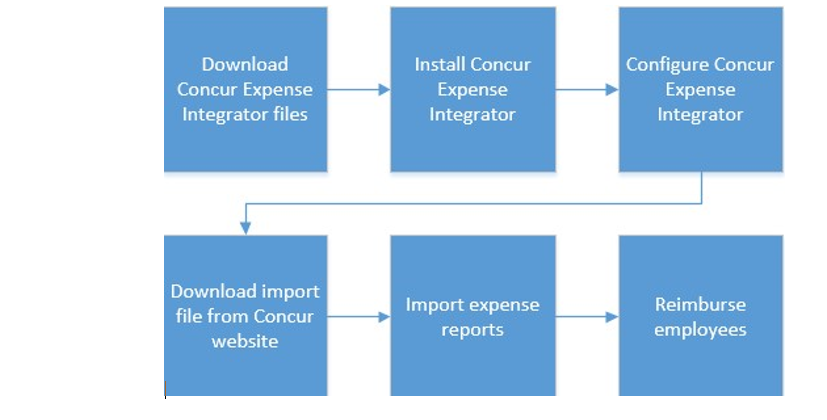 Download
Concur Expense
Integrator files
Install Concur
Expense
Integrator
Configure Concur
Expense
Integrator
Download import
file from Concur
website
Import expense
reports
Reimburse
employees